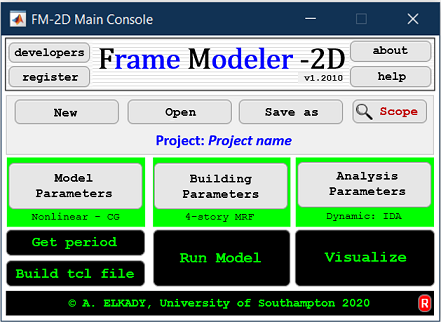 FM-2D Main Console
developers
register
Frame Modeler -2D
v1.2010
about
help
New
Open
Save as
Scope
Project: Project name
Model
Parameters
Nonlinear - CG
Building
Parameters
4-story MRF
Analysis
Parameters
Dynamic: IDA
Get period
Build tcl file
Run Model
Visualize
© A. ELKADY, University of Southampton 2020
R